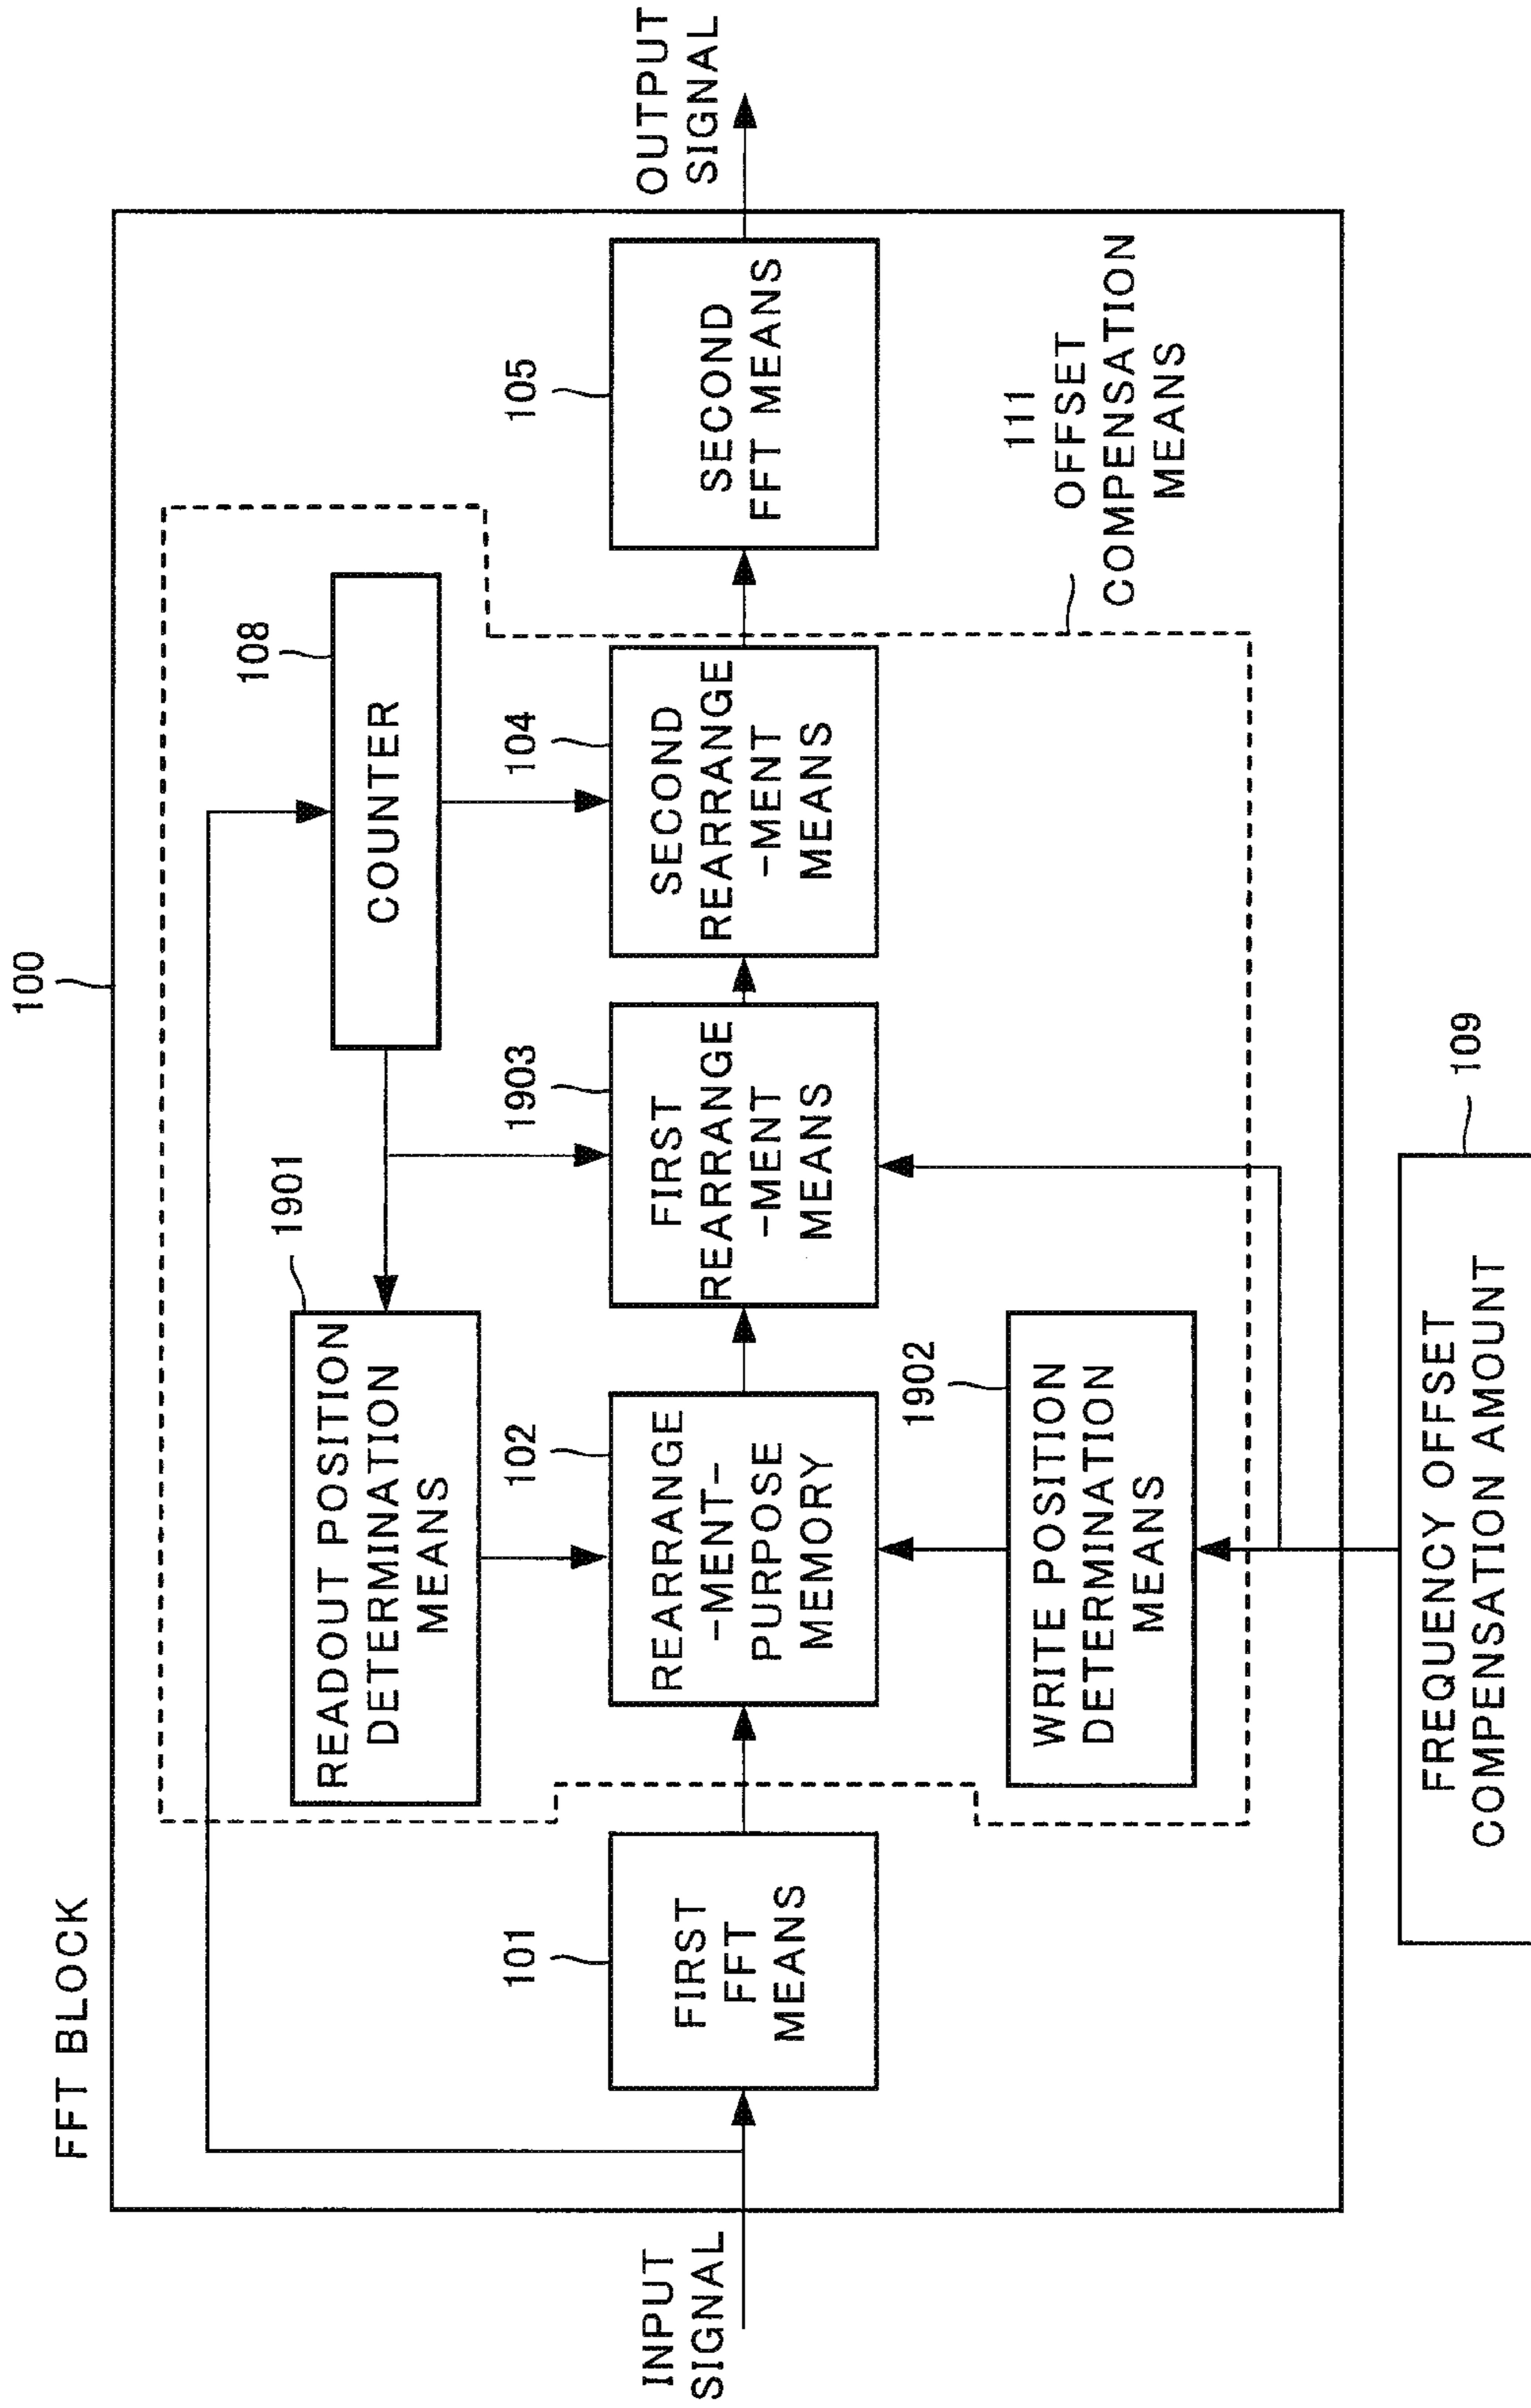 FFT BLOCK
100
INPUT
SIGNAL
101
FIRST
FFT
MEANS
1901
READOUT POSITION
DETERMINATION
MEANS
108
COUNTER
102
REARRANGE
-MENT-
PURPOSE
MEMORY
1903
FIRST
REARRANGE
-MENT
MEANS
104
SECOND
REARRANGE
-MENT
MEANS
105
SECOND
FFT MEANS
OUTPUT
SIGNAL
1902
WRITE POSITION
DETERMINATION
MEANS
111
OFFSET
COMPENSATION
MEANS
109
FREQUENCY OFFSET
COMPENSATION AMOUNT